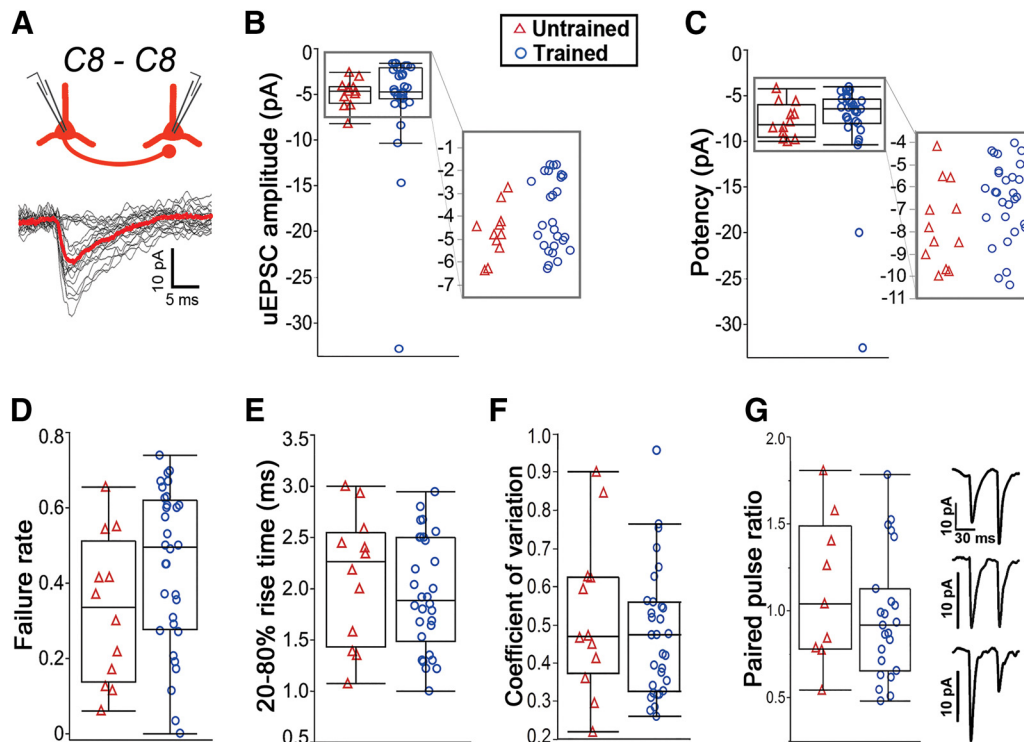 A
C8 - C8
10 pA
5 ms
B
△ Untrained
○ Trained
uEPSC amplitude (pA)
0
-5
-10
-15
-20
-25
-30
-1
-2
-3
-4
-5
-6
-7
C
Potency (pA)
0
-5
-10
-15
-20
-25
-30
-4
-5
-6
-7
-8
-9
-10
-11
D
Failure rate
0.8
0.6
0.4
0.2
0
E
20-80% rise time (ms)
3.5
3.0
2.5
2.0
1.5
1.0
0.5
F
Coefficient of variation
1.0
0.9
0.8
0.7
0.6
0.5
0.4
0.3
0.2
G
Paired pulse ratio
2.0
1.5
1.0
0.5
10 pA
30 ms
10 pA
10 pA